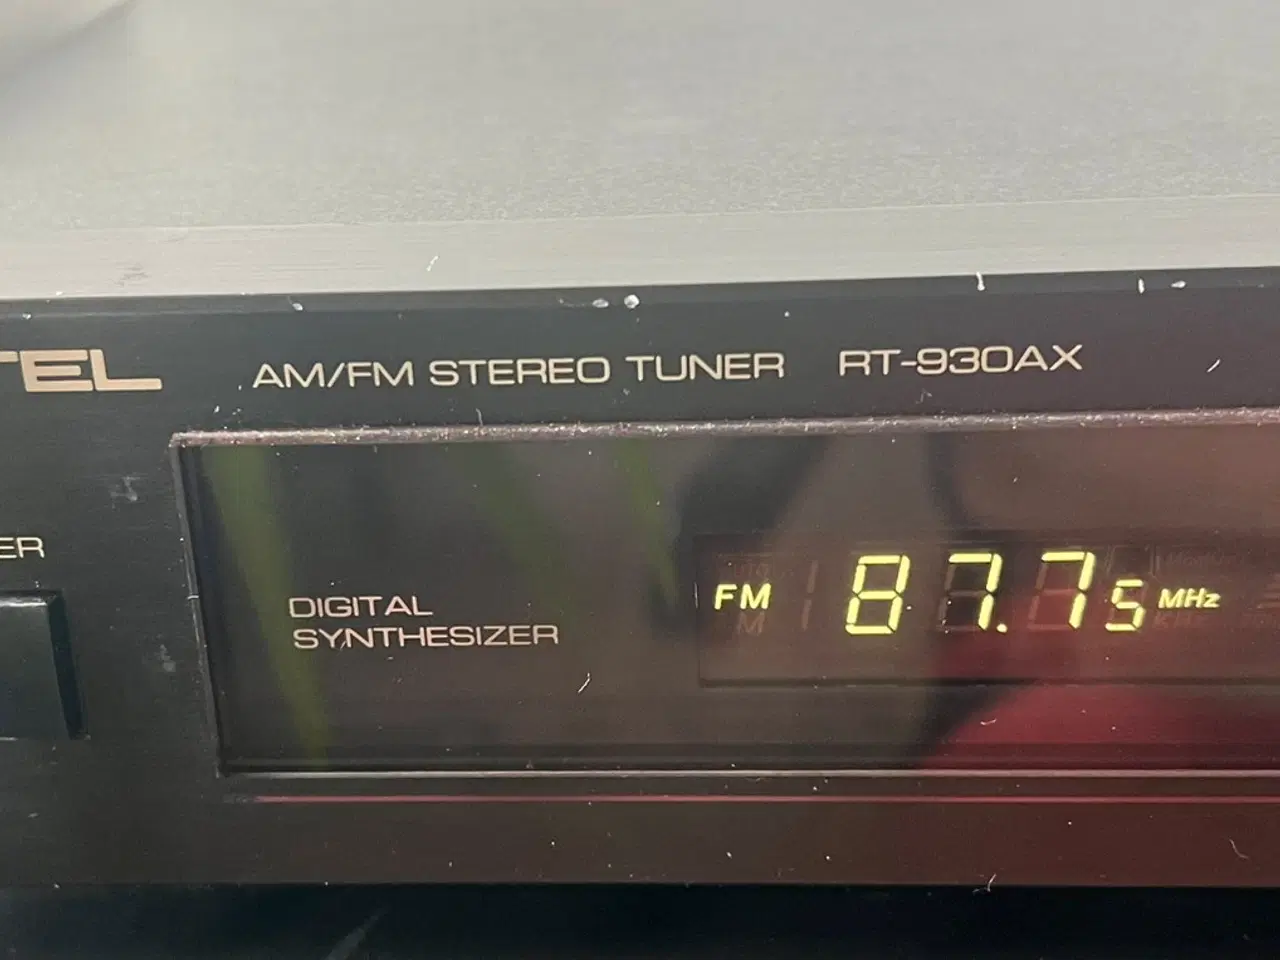 TEL AM/FM STEREO TUNER RT-930AX
ER
DIGITAL
SYNTHESIZER
FM 87.75 MHz